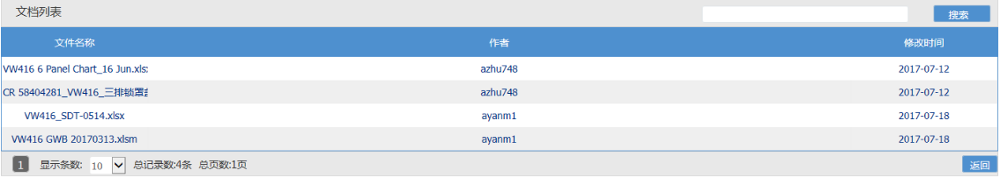 文档列表 搜索
文件名称 作者 修改时间
VW416 6 Panel Chart_16 Jun.xls azhu748 2017-07-12
CR 58404281_VW416_三排锁罩 azhu748 2017-07-12
VW416_SDT-0514.xlsx ayanm1 2017-07-18
VW416 GWB 20170313.xlsm ayanm1 2017-07-18
1 显示条数: 10 总记录数:4条 总页数:1页 返回